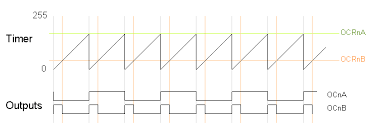 255
OCRnA
Timer
OCRnB
0
OCnA
Outputs
OCnB